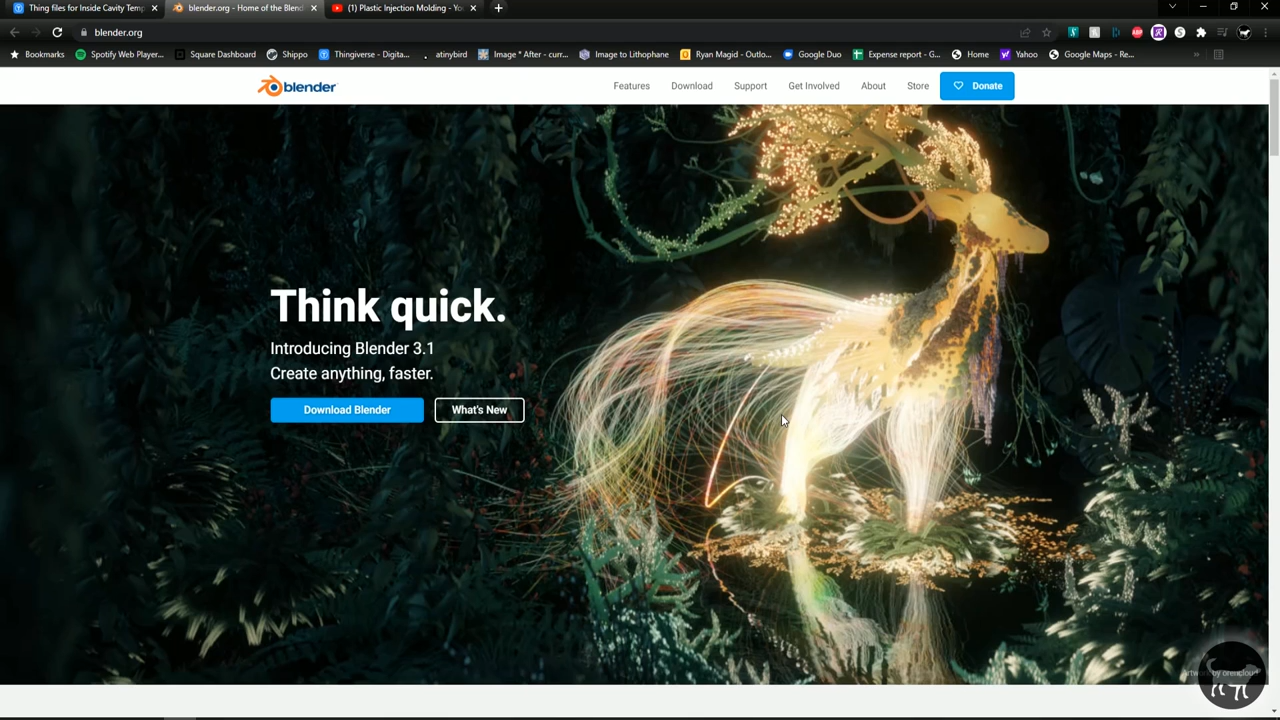 Thing files for Inside Cavity Temp
blender.org - Home of the Blend
(1) Plastic Injection Molding - Yo
blender.org
Bookmarks
Spotify Web Player...
Square Dashboard
Shippo
Thingiverse - Digita...
atinybird
Image * After - curr...
Image to Lithophane
Ryan Magid - Outlo...
Google Duo
Expense report - G...
Home
Yahoo
Google Maps - Re...
blender
Features
Download
Support
Get Involved
About
Store
Donate
Think quick.
Introducing Blender 3.1
Create anything, faster.
Download Blender
What's New